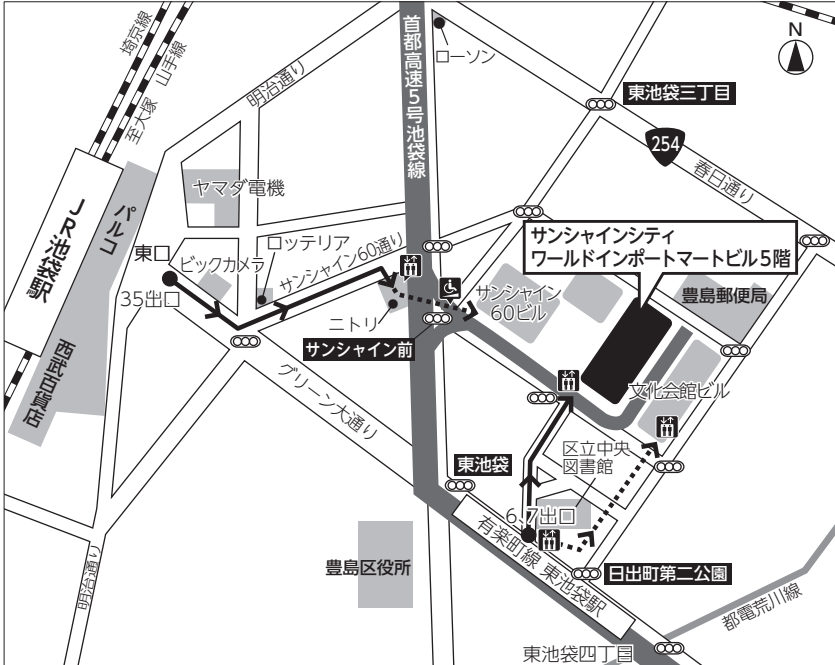 埼京線
山手線
至大塚
明治通り
首都高速5号池袋線
ローソン
N
東池袋三丁目
254
春日通り
JR池袋駅
パルコ
ヤマダ電機
東口
ビックカメラ
ロッテリア
サンシャイン60通り
35出口
サンシャインシティ
ワールドインポートマートビル5階
サンシャイン
60ビル
豊島郵便局
ニトリ
サンシャイン前
西武百貨店
グリーン大通り
文化会館ビル
東池袋
区立中央
図書館
6、7出口
有楽町線 東池袋駅
豊島区役所
日出町第二公園
明治通り
都電荒川線
東池袋四丁目